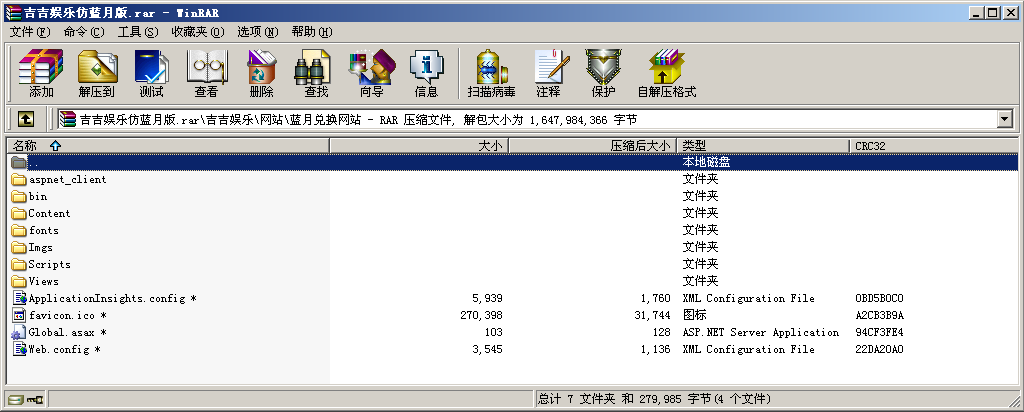 吉吉娱乐仿蓝月版.rar - WinRAR
文件(F) 命令(C) 工具(S) 收藏夹(O) 选项(N) 帮助(H)
添加 解压到 测试 查看 删除 查找 向导 信息 扫描病毒 注释 保护 自解压格式
吉吉娱乐仿蓝月版.rar\吉吉娱乐\网站\蓝月兑换网站 - RAR 压缩文件, 解包大小为 1,647,984,366 字节
名称 大小 压缩后大小 类型 CRC32
.. 本地磁盘
aspnet_client 文件夹
bin 文件夹
Content 文件夹
fonts 文件夹
Imgs 文件夹
Scripts 文件夹
Views 文件夹
ApplicationInsights.config * 5,939 1,760 XML Configuration File 0BD5B0C0
favicon.ico * 270,398 31,744 图标 A2CB3B9A
Global.asax * 103 128 ASP.NET Server Application 94CF3FE4
Web.config * 3,545 1,136 XML Configuration File 22DA20A0
总计 7 文件夹 和 279,985 字节(4 个文件)